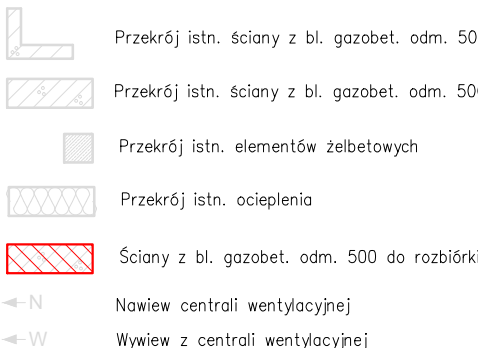 Przekrój istn. ściany z bl. gazobet. odm. 50
Przekrój istn. ściany z bl. gazobet. odm. 500
Przekrój istn. elementów żelbetowych
Przekrój istn. ocieplenia
Ściany z bl. gazobet. odm. 500 do rozbiórki
N Nawiew centrali wentylacyjnej
W Wywiew z centrali wentylacyjnej